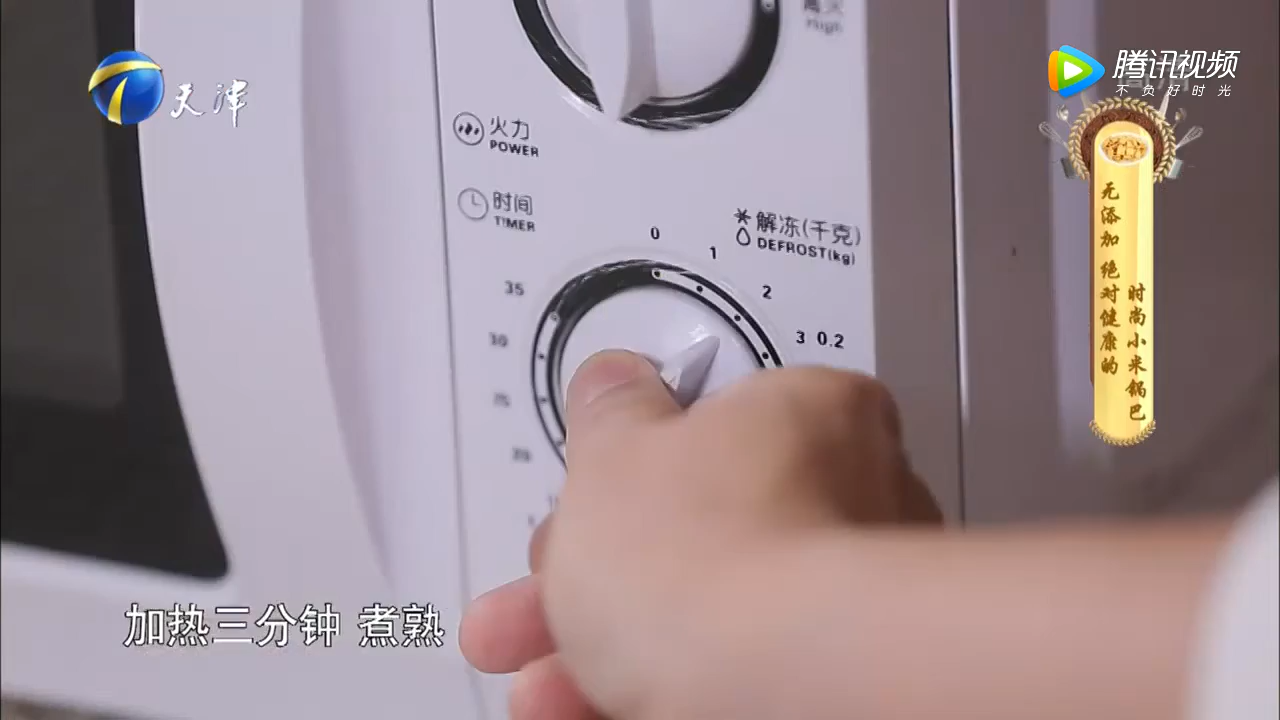 天津
腾讯视频
不负好时光
High
火力
POWER
时间
TIMER
解冻(千克)
DEFROST(kg)
0
1
2
3 0.2
35
30
无添加 绝对健康的
时尚小米锅巴
加热三分钟 煮熟